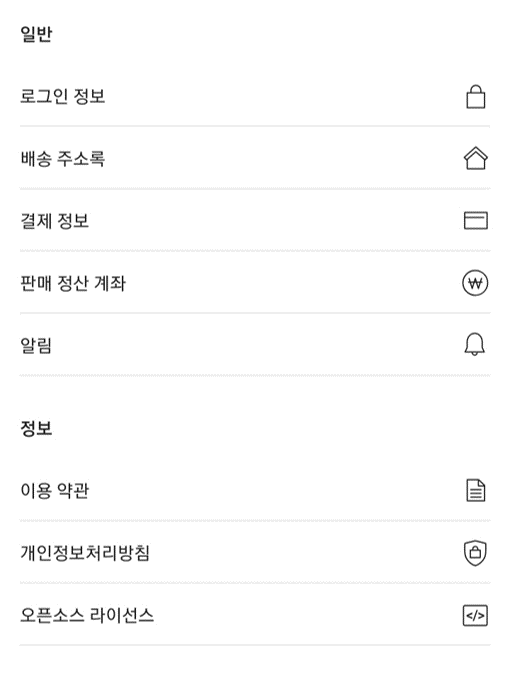 일반
로그인 정보
배송 주소록
결제 정보
판매 정산 계좌
₩
알림
정보
이용 약관
개인정보처리방침
오픈소스 라이선스
</>